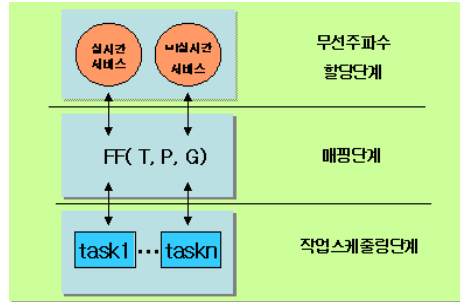 실시간
서비스
비실시간
서비스
무선주파수
할당단계
FF( T, P, G)
매핑단계
task1 ··· taskn
작업스케줄링단계